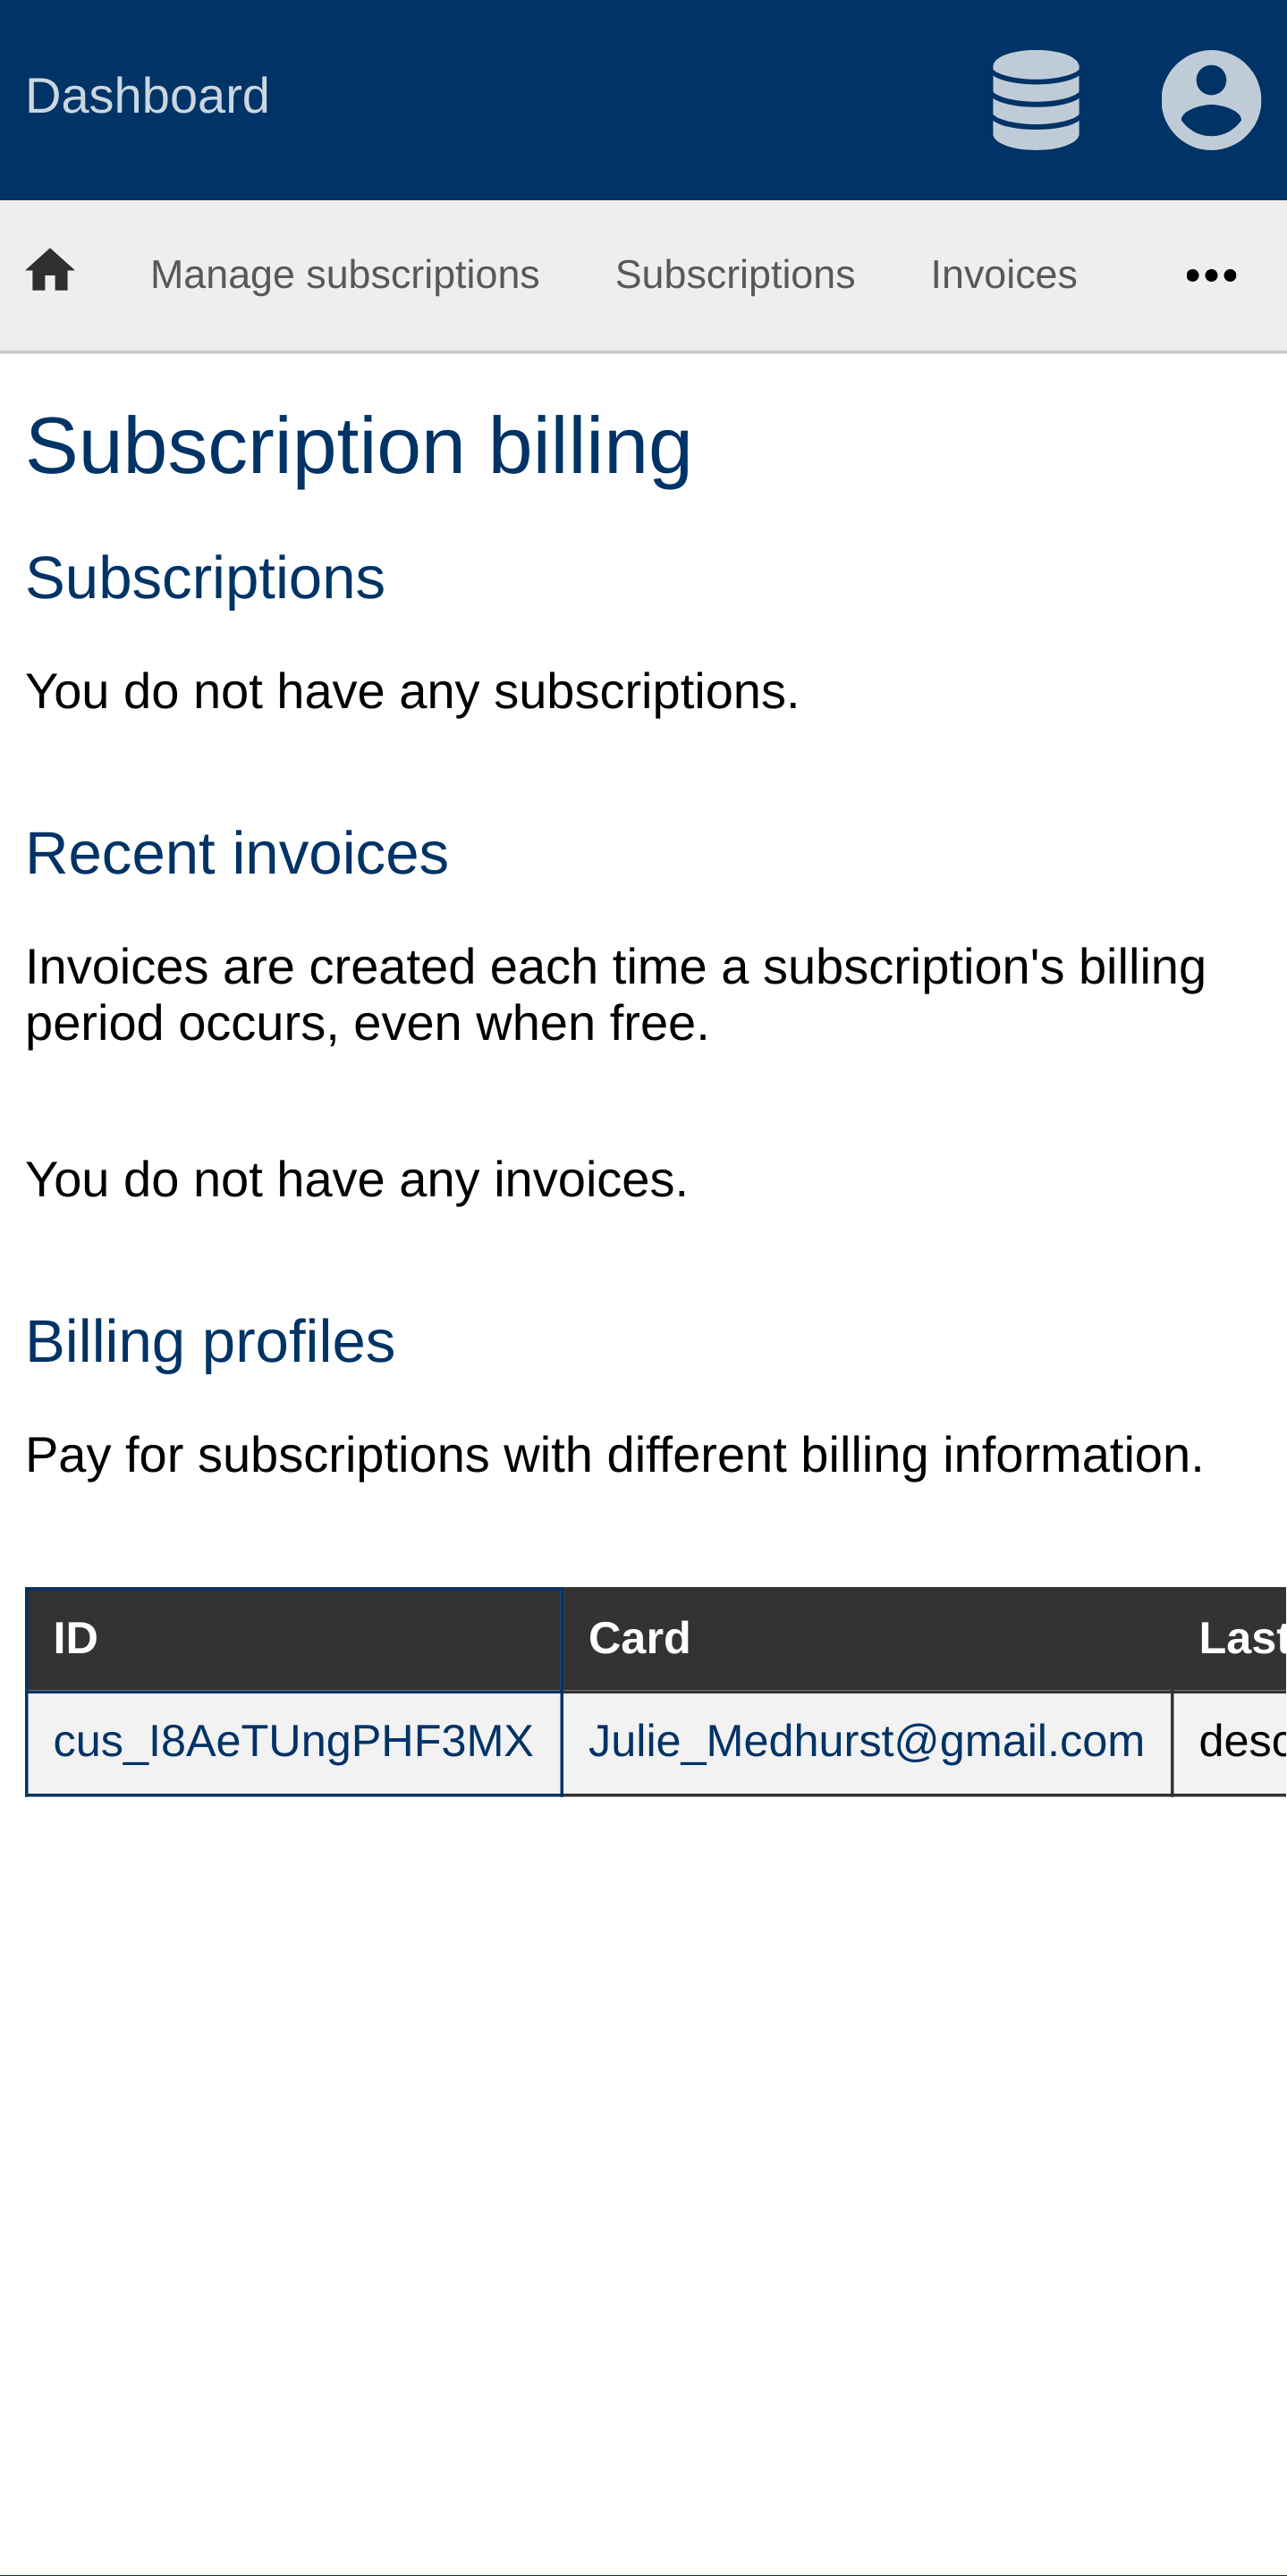 Dashboard
Manage subscriptions Subscriptions Invoices
Subscription billing
Subscriptions
You do not have any subscriptions.
Recent invoices
Invoices are created each time a subscription's billing
period occurs, even when free.
You do not have any invoices.
Billing profiles
Pay for subscriptions with different billing information.
ID Card Last
cus_I8AeTUngPHF3MX Julie_Medhurst@gmail.com desc